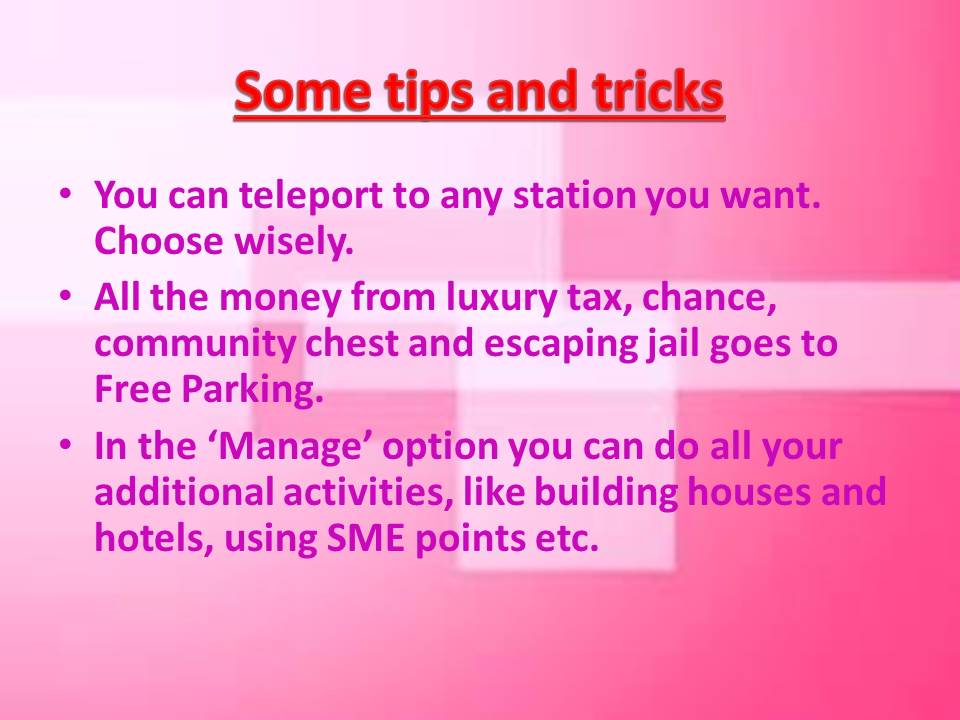 Some tips and tricks
• You can teleport to any station you want.
Choose wisely.
• All the money from luxury tax, chance,
community chest and escaping jail goes to
Free Parking.
• In the ‘Manage’ option you can do all your
additional activities, like building houses and
hotels, using SME points etc.